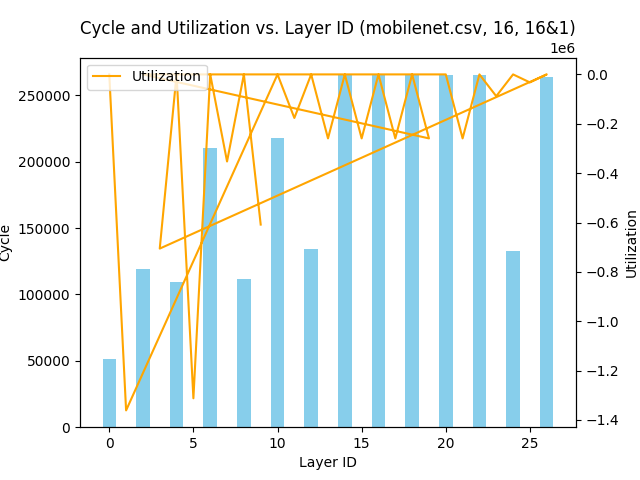 Cycle and Utilization vs. Layer ID (mobilenet.csv, 16, 16&1)
1e6
Utilization
250000
200000
150000
100000
50000
0
Cycle
0.0
−0.2
−0.4
−0.6
−0.8
−1.0
−1.2
−1.4
Utilization
0 5 10 15 20 25
Layer ID